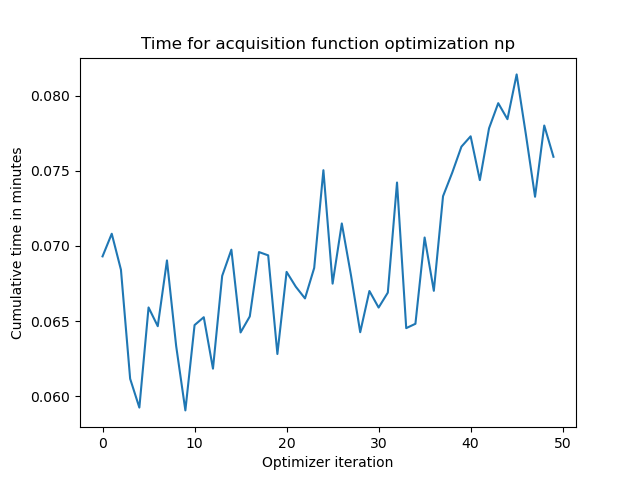 Time for acquisition function optimization np
Cumulative time in minutes
0.080
0.075
0.070
0.065
0.060
0 10 20 30 40 50
Optimizer iteration